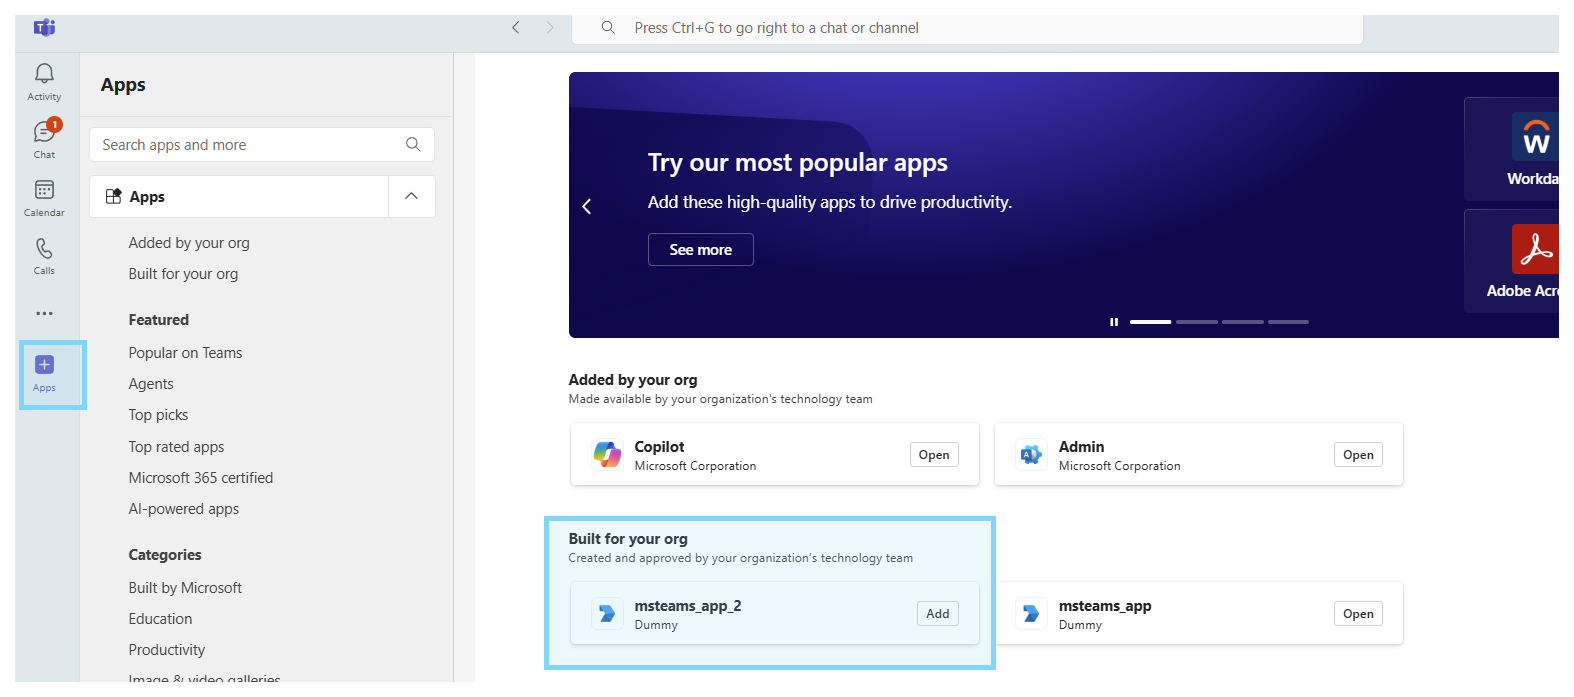 Press Ctrl+G to go right to a chat or channel
Activity
1
Chat
Calendar
Calls
Apps
Apps
Search apps and more
Apps
Added by your org
Built for your org
Featured
Popular on Teams
Agents
Top picks
Top rated apps
Microsoft 365 certified
AI-powered apps
Categories
Built by Microsoft
Education
Productivity
Image & video galleries
Try our most popular apps
Add these high-quality apps to drive productivity.
See more
W
Workda
Adobe Acr
Added by your org
Made available by your organization's technology team
Copilot
Microsoft Corporation
Open
Admin
Microsoft Corporation
Open
Built for your org
Created and approved by your organization's technology team
msteams_app_2
Dummy
Add
msteams_app
Dummy
Open